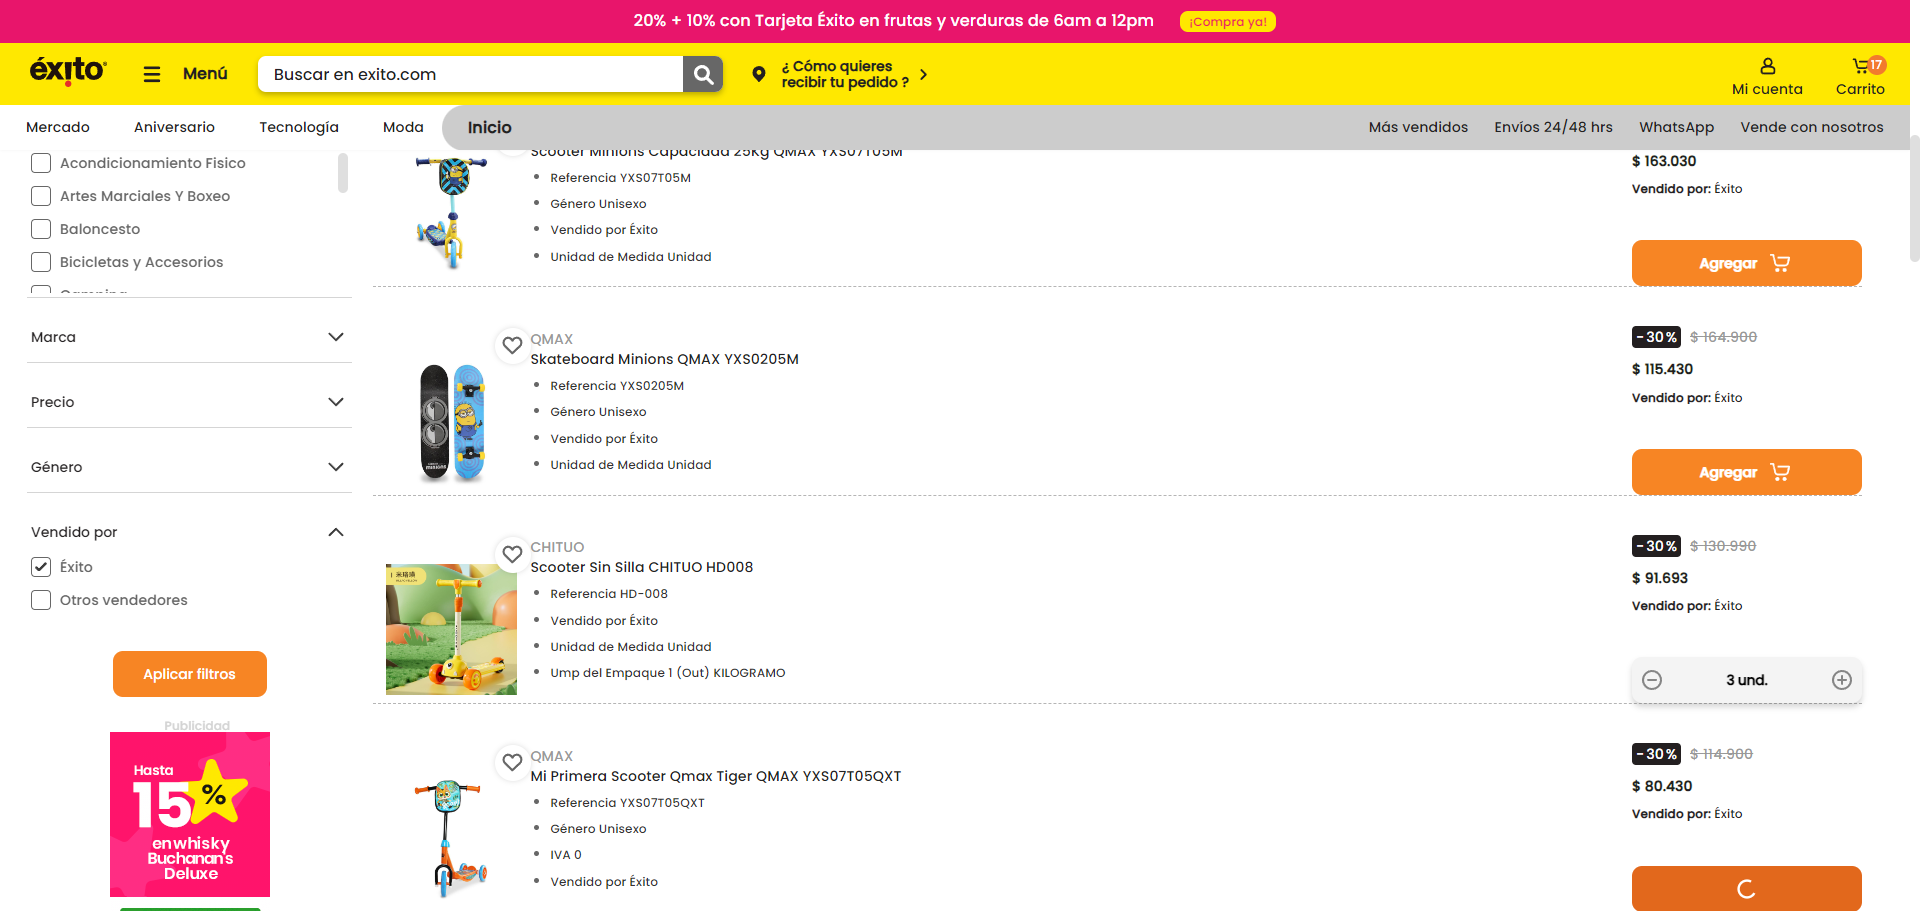 20% + 10% con Tarjeta Éxito en frutas y verduras de 6am a 12pm
¡Compra ya!
éxito
Menú
Buscar en exito.com
¿ Cómo quieres
recibir tu pedido ?
Mi cuenta
17
Carrito
Mercado
Aniversario
Tecnología
Moda
Inicio
Más vendidos
Envíos 24/48 hrs
WhatsApp
Vende con nosotros
Acondicionamiento Fisico
Artes Marciales Y Boxeo
Baloncesto
Bicicletas y Accesorios
Marca
Precio
Género
Vendido por
Éxito
Otros vendedores
Aplicar filtros
Publicidad
Hasta
15%
en whisky
Buchanan's
Deluxe
Scooter Minions Capacidad 25Kg QMAX YXS07T05M
Referencia YXS07T05M
Género Unisexo
Vendido por Éxito
Unidad de Medida Unidad
$ 163.030
Vendido por: Éxito
Agregar
QMAX
Skateboard Minions QMAX YXS0205M
Referencia YXS0205M
Género Unisexo
Vendido por Éxito
Unidad de Medida Unidad
-30% $ 164.900
$ 115.430
Vendido por: Éxito
Agregar
CHITUO
Scooter Sin Silla CHITUO HD008
Referencia HD-008
Vendido por Éxito
Unidad de Medida Unidad
Ump del Empaque 1 (Out) KILOGRAMO
-30% $ 130.990
$ 91.693
Vendido por: Éxito
3 und.
QMAX
Mi Primera Scooter Qmax Tiger QMAX YXS07T05QXT
Referencia YXS07T05QXT
Género Unisexo
IVA 0
Vendido por Éxito
-30% $ 114.900
$ 80.430
Vendido por: Éxito